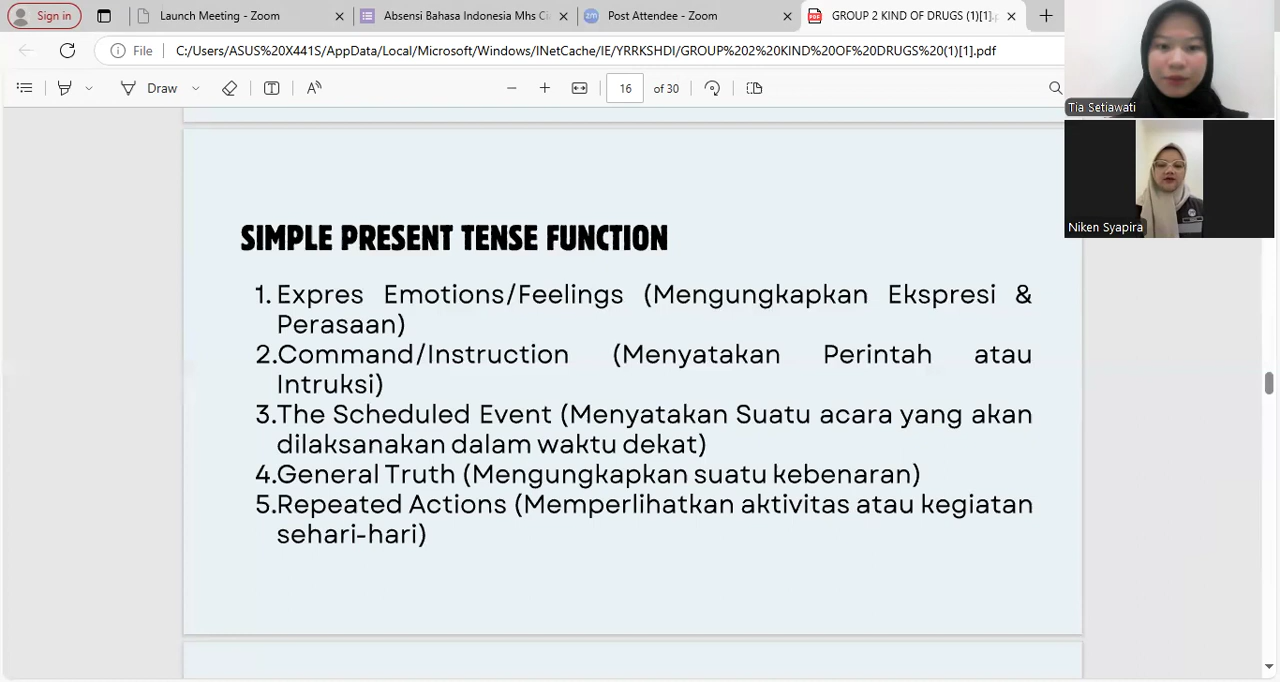 Sign in
Launch Meeting - Zoom
Absensi Bahasa Indonesia Mhs Ci
zm
Post Attendee - Zoom
PDF
GROUP 2 KIND OF DRUGS (1)[1].p
File
C:/Users/ASUS%20X441S/AppData/Local/Microsoft/Windows/INetCache/IE/YRRKSHDI/GROUP%202%20KIND%20OF%20DRUGS%20(1)[1].pdf
Draw
16 of 30
Tia Setiawati
Niken Syapira
SIMPLE PRESENT TENSE FUNCTION
1. Expres Emotions/Feelings (Mengungkapkan Ekspresi &
Perasaan)
2.Command/Instruction (Menyatakan Perintah atau
Intruksi)
3.The Scheduled Event (Menyatakan Suatu acara yang akan
dilaksanakan dalam waktu dekat)
4.General Truth (Mengungkapkan suatu kebenaran)
5.Repeated Actions (Memperlihatkan aktivitas atau kegiatan
sehari-hari)